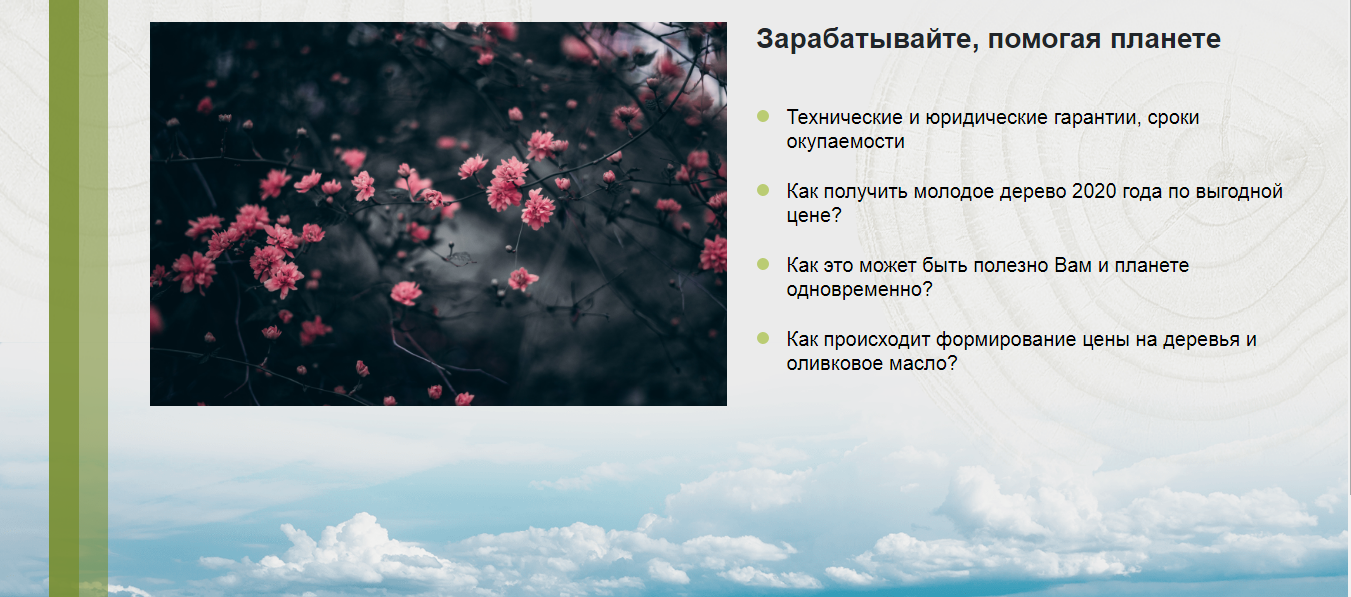 Зарабатывайте, помогая планете
Технические и юридические гарантии, сроки
окупаемости
Как получить молодое дерево 2020 года по выгодной
цене?
Как это может быть полезно Вам и планете
одновременно?
Как происходит формирование цены на деревья и
оливковое масло?